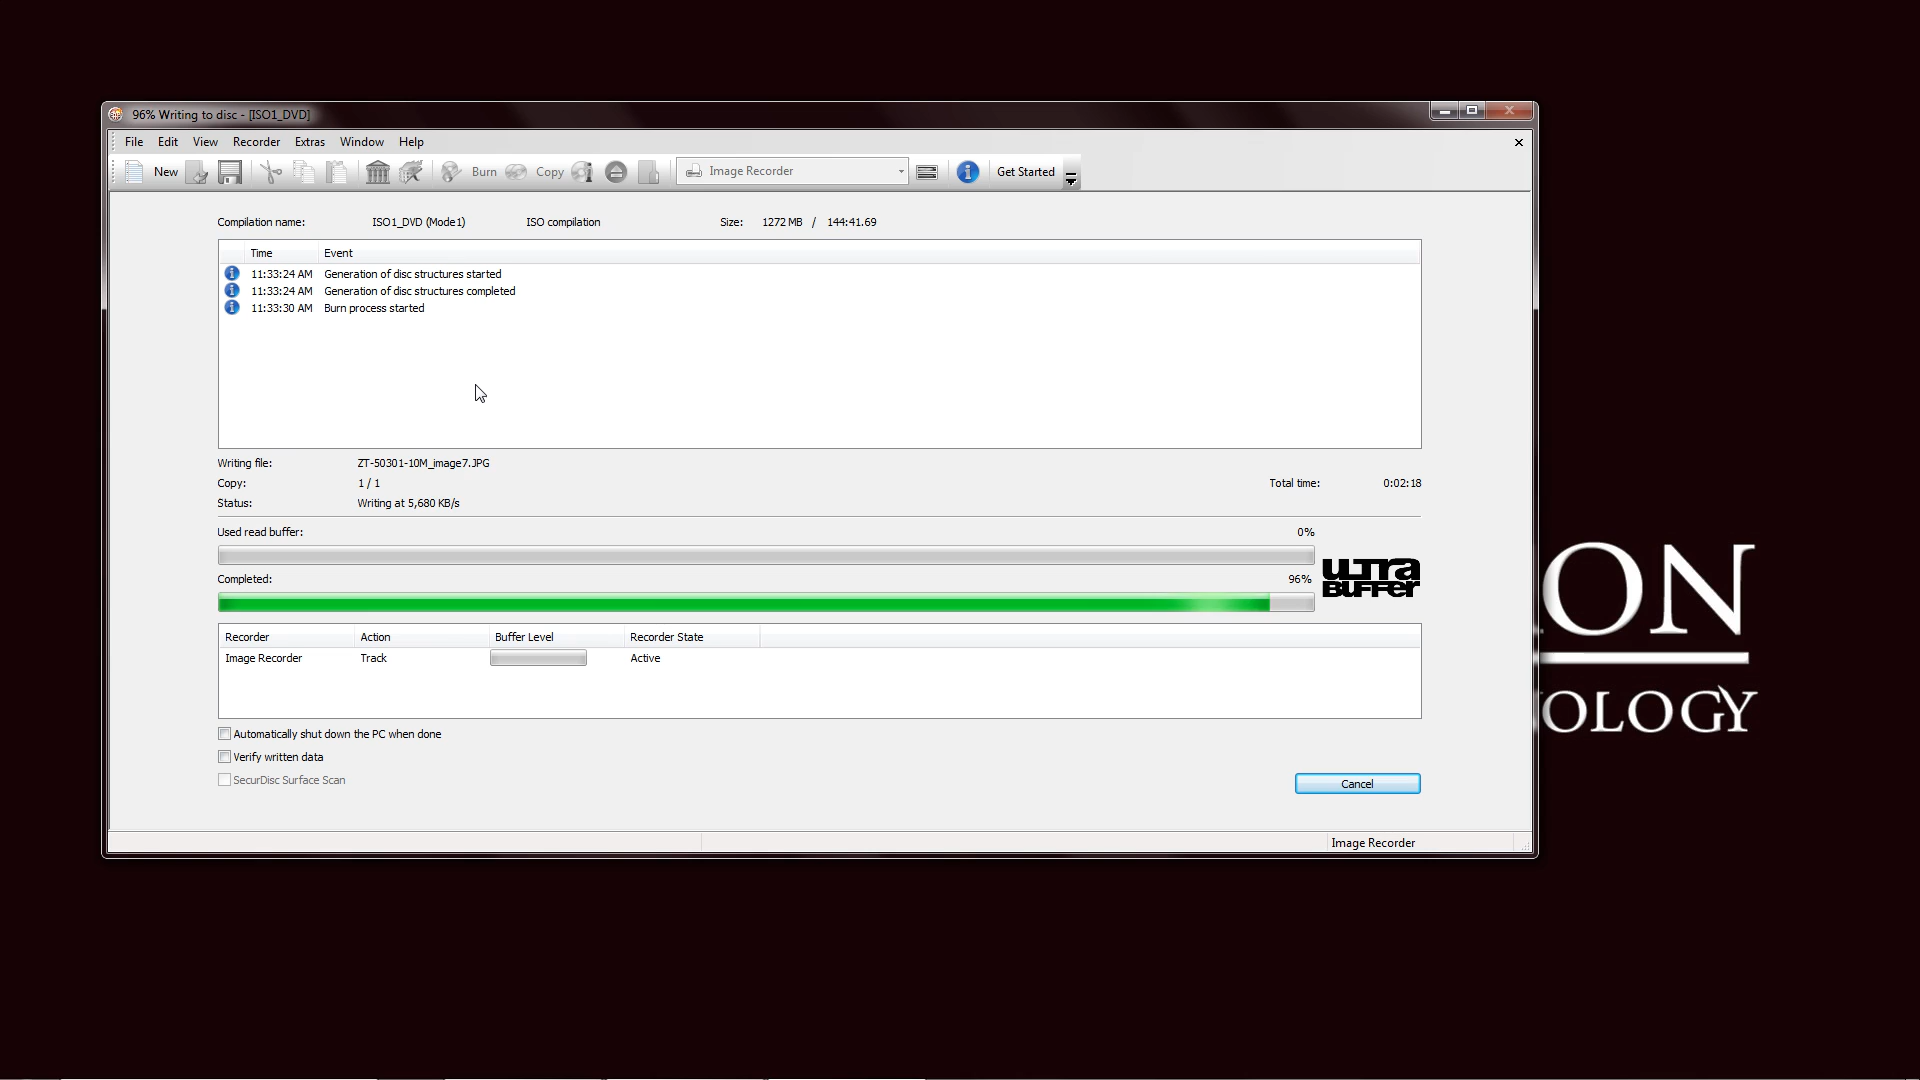 96% Writing to disc - [ISO1_DVD]
File Edit View Recorder Extras Window Help
New Burn Copy Image Recorder Get Started
Compilation name: ISO1_DVD (Mode1) ISO compilation Size: 1272 MB / 144:41.69
Time Event
11:33:24 AM Generation of disc structures started
11:33:24 AM Generation of disc structures completed
11:33:30 AM Burn process started
Writing file: ZT-50301-10M_image7.JPG
Copy: 1 / 1 Total time: 0:02:18
Status: Writing at 5,680 KB/s
Used read buffer: 0%
Completed: 96%
ULTRA
BUFFER
ON
OLOGY
Recorder Action Buffer Level Recorder State
Image Recorder Track Active
Automatically shut down the PC when done
Verify written data
SecurDisc Surface Scan
Cancel
Image Recorder